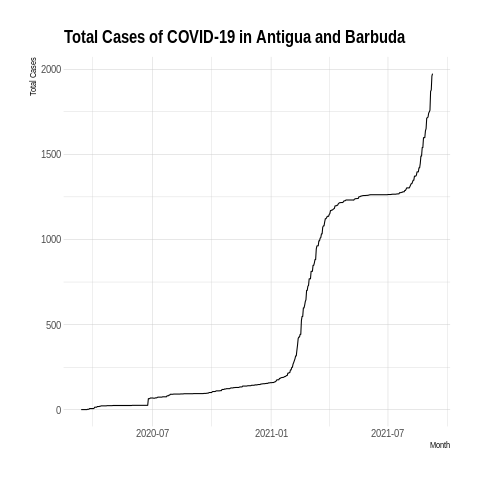 Total Cases of COVID-19 in Antigua and Barbuda
Total Cases
2000
1500
1000
500
0
2020-07 2021-01 2021-07
Month